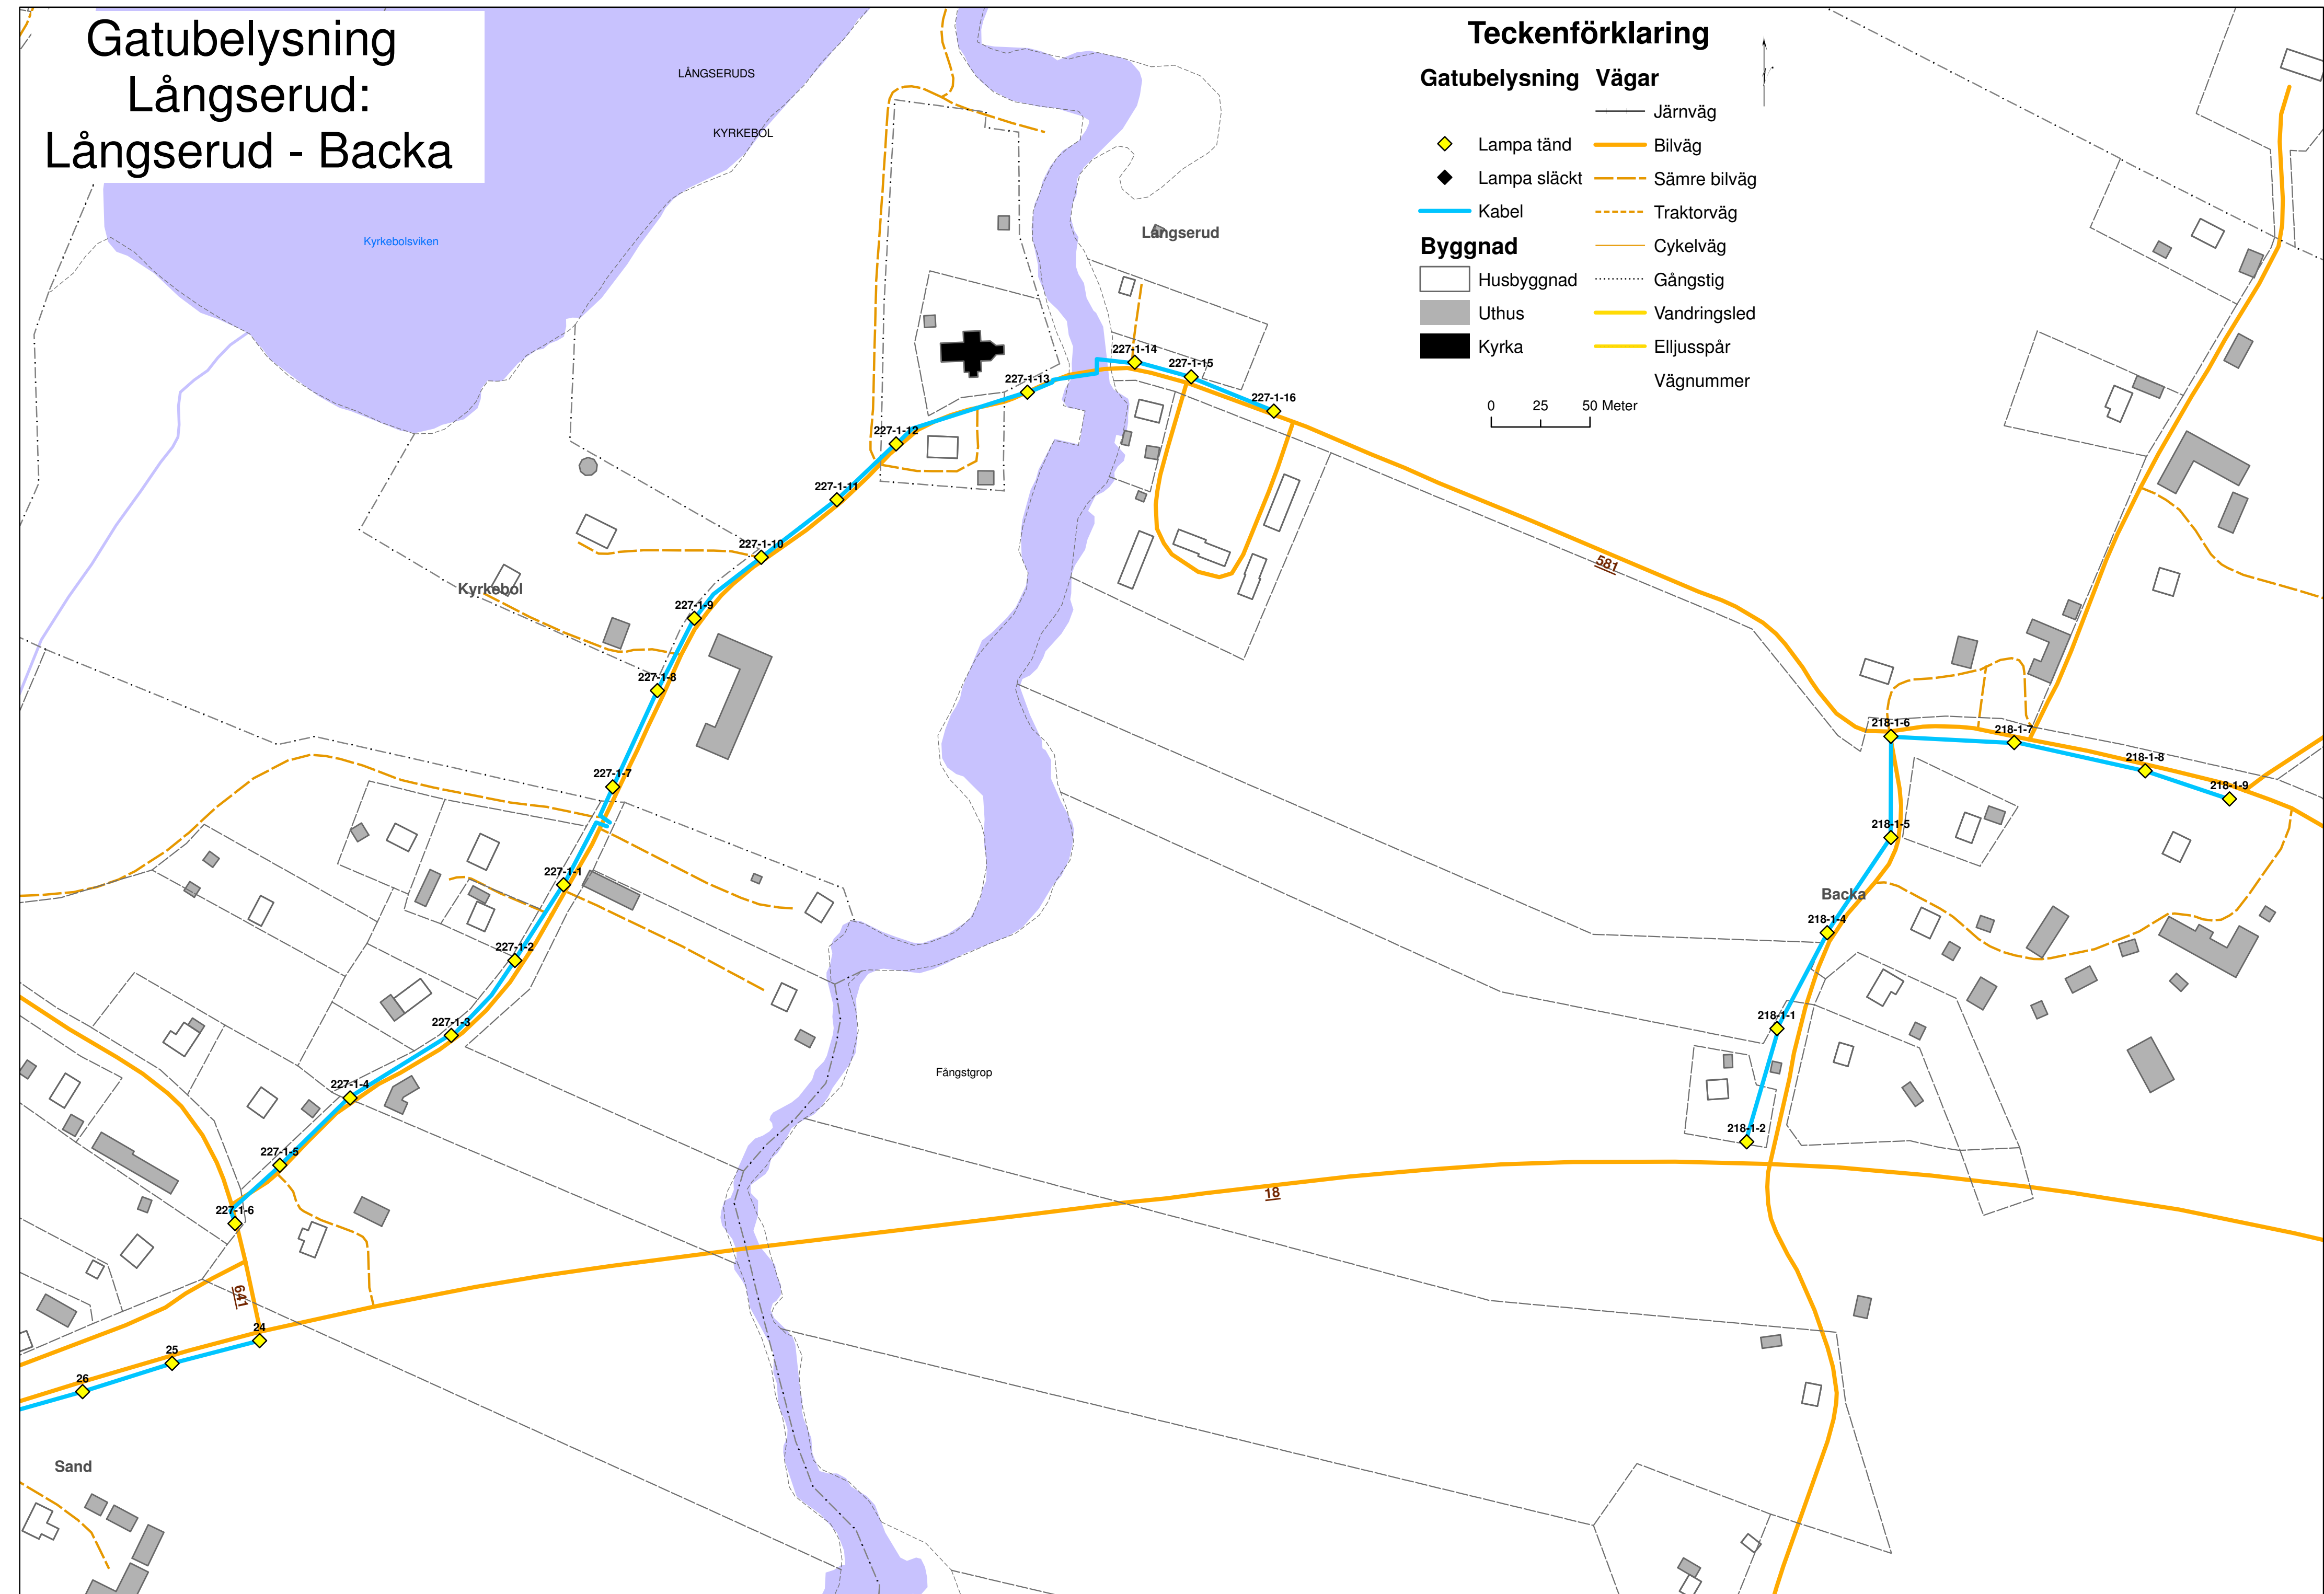 Gatubelysning
Långserud:
Långserud - Backa
Teckenförklaring
Gatubelysning
Lampa tänd
Lampa släckt
Kabel
Byggnad
Husbyggnad
Uthus
Kyrka
Vägar
Järnväg
Bilväg
Sämre bilväg
Traktorväg
Cykelväg
Gångstig
Vandringsled
Elljusspår
Vägnummer
0 25 50 Meter
LÅNGSERUDS
KYRKEBOL
Kyrkebolsviken
Långserud
227-1-14
227-1-15
227-1-13
227-1-16
227-1-12
227-1-11
227-1-10
581
Kyrkebol
227-1-9
227-1-8
218-1-6
218-1-7
218-1-8
227-1-7
218-1-9
218-1-5
227-1-1
Backa
218-1-4
227-1-2
218-1-1
227-1-3
Fångstgrop
227-1-4
218-1-2
227-1-5
18
227-1-6
641
24
25
26
Sand